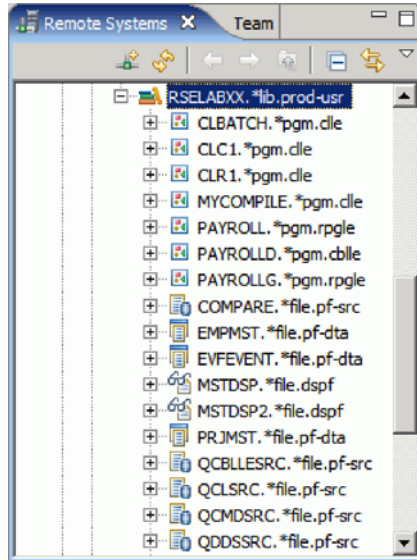 Remote Systems Team
RSELABXX.*lib.prod-usr
CLBATCH.*pgm.clle
CLC1.*pgm.clle
CLR1.*pgm.clle
MYCOMPILE.*pgm.clle
PAYROLL.*pgm.rpgle
PAYROLLD.*pgm.cblle
PAYROLLG.*pgm.rpgle
COMPARE.*file.pf-src
EMPMST.*file.pf-dta
EVFEVENT.*file.pf-dta
MSTDSP.*file.dspf
MSTDSP2.*file.dspf
PRJMST.*file.pf-dta
QCBLLESRC.*file.pf-src
QCLSRC.*file.pf-src
QCMDSRC.*file.pf-src
QDDSSRC.*file.pf-src